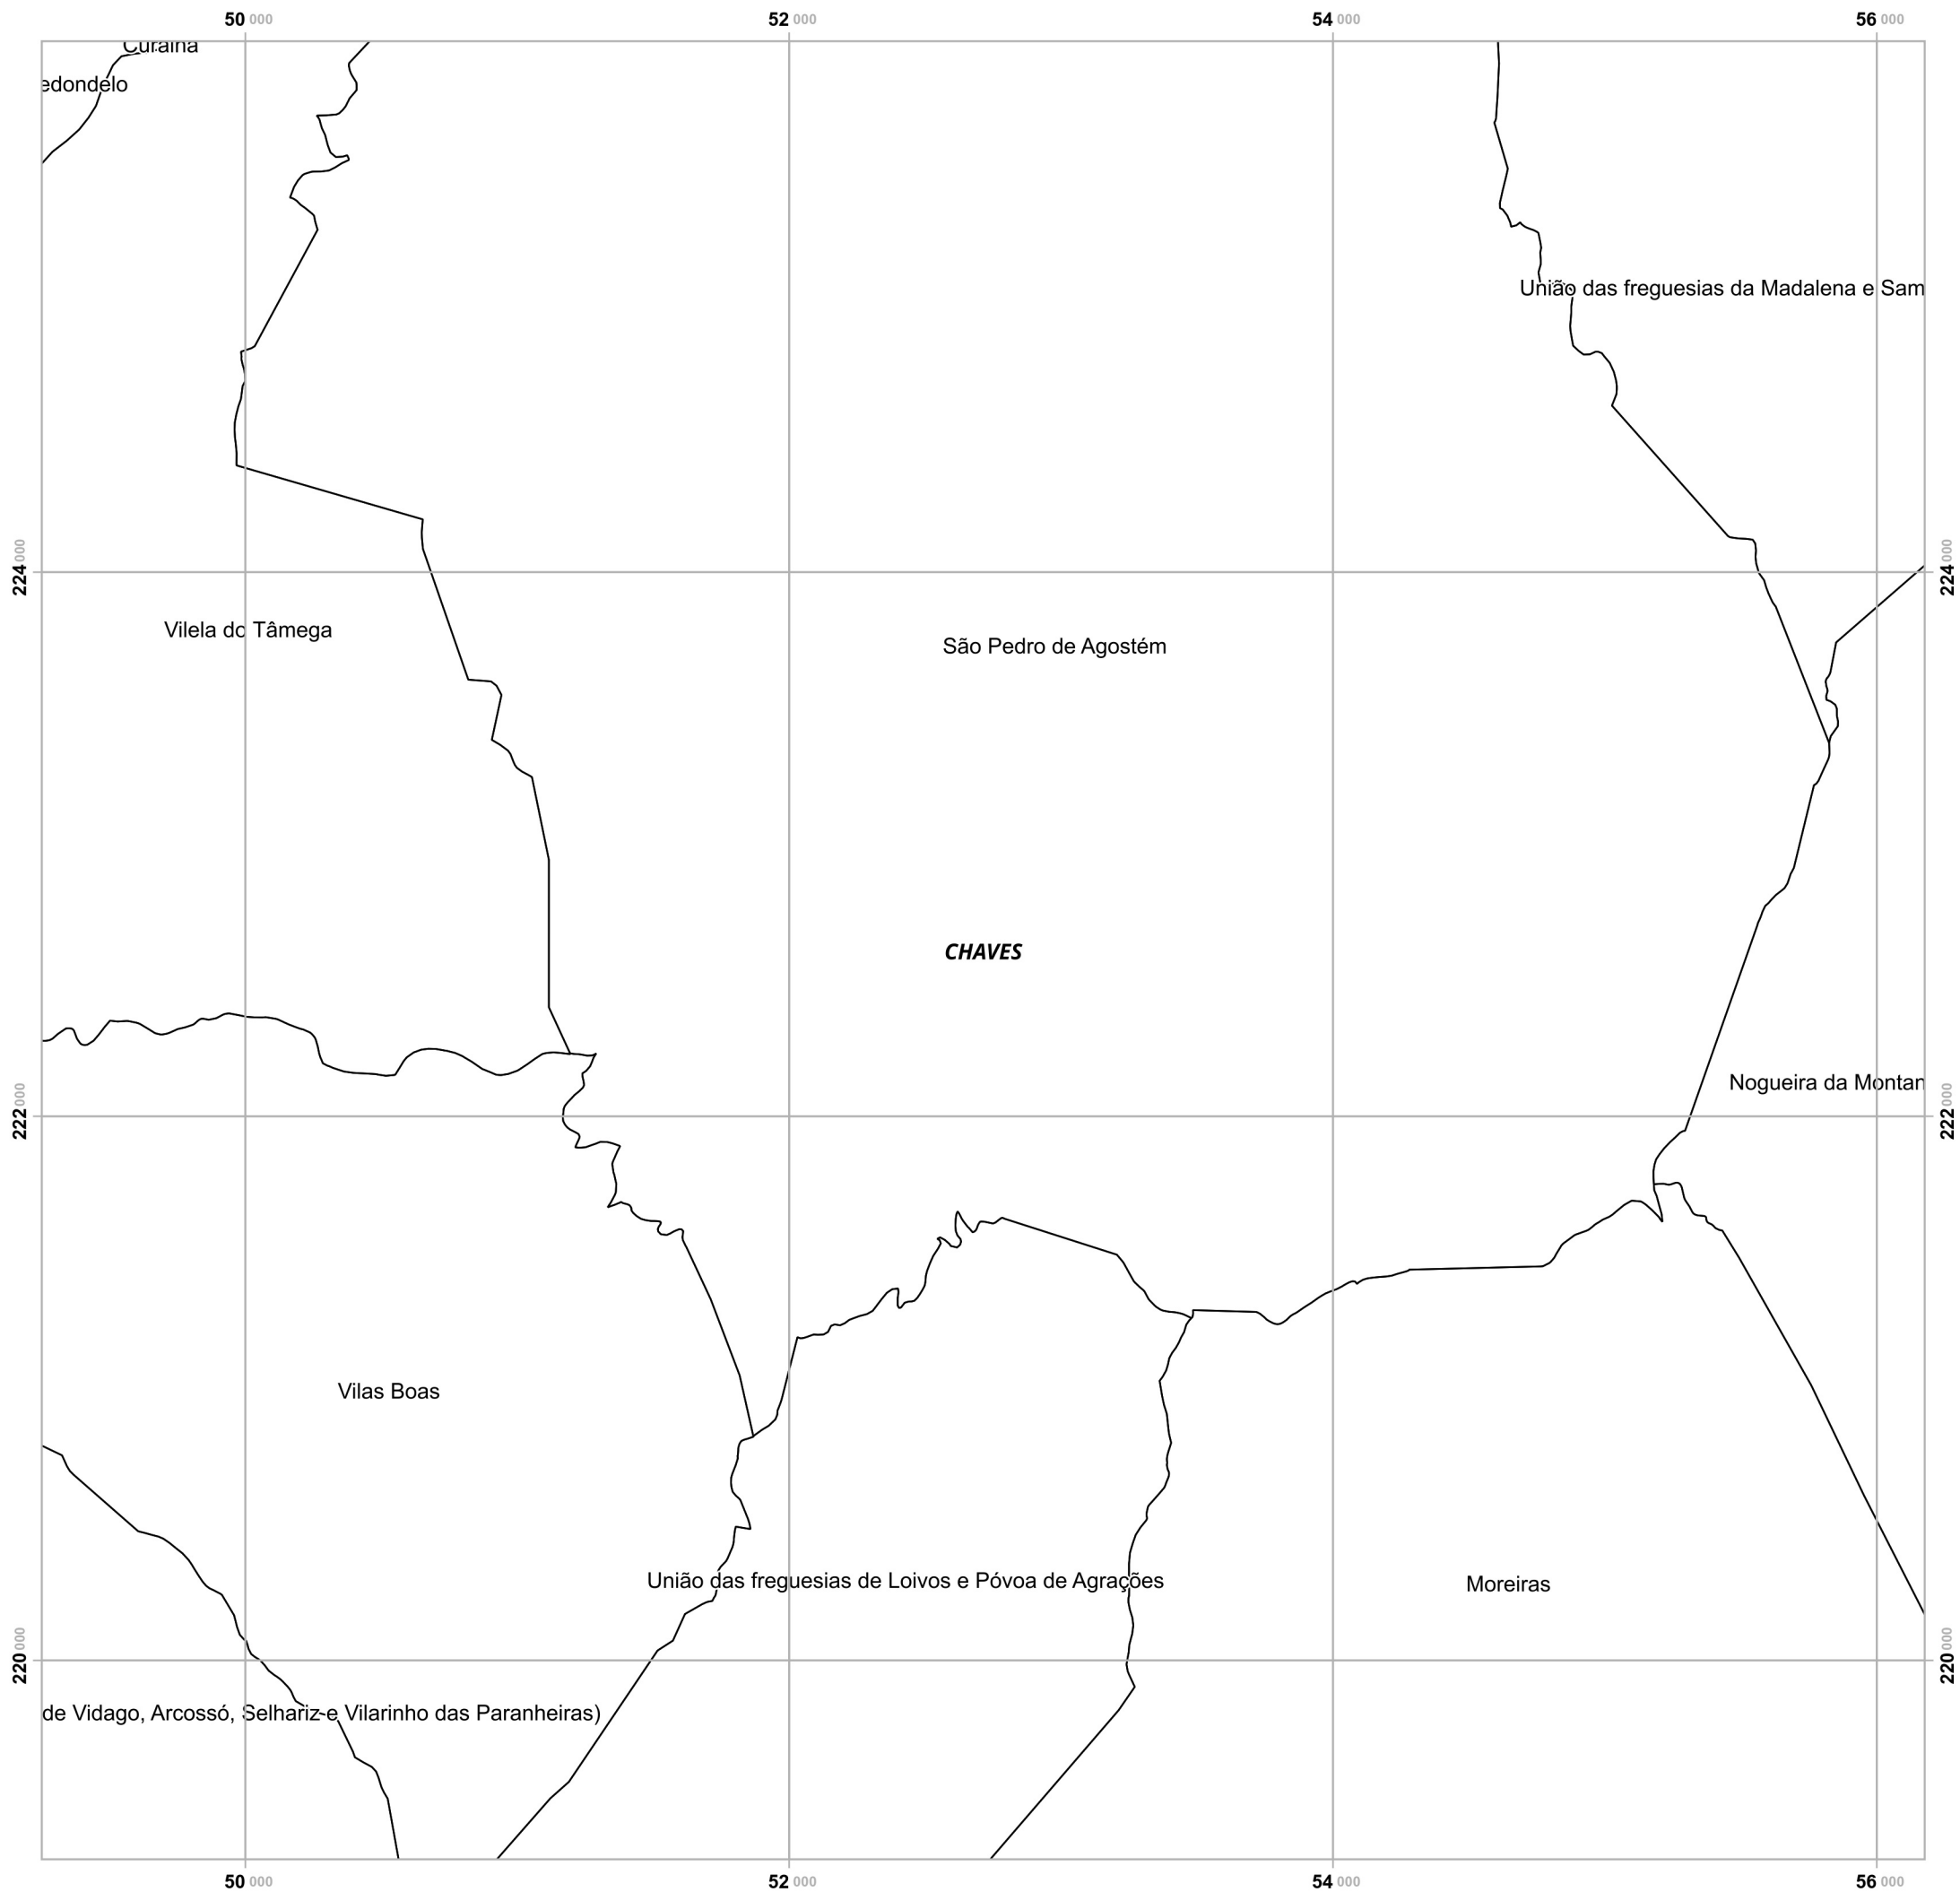 50 000 52 000 54 000 56 000
Curalha
edondelo
União das freguesias da Madalena e Sam
224 000 224 000
Vilela do Tâmega
São Pedro de Agostém
CHAVES
Nogueira da Montan
222 000 222 000
Vilas Boas
União das freguesias de Loivos e Póvoa de Agrações
Moreiras
220 000 220 000
de Vidago, Arcossó, Selhariz e Vilarinho das Paranheiras)
50 000 52 000 54 000 56 000